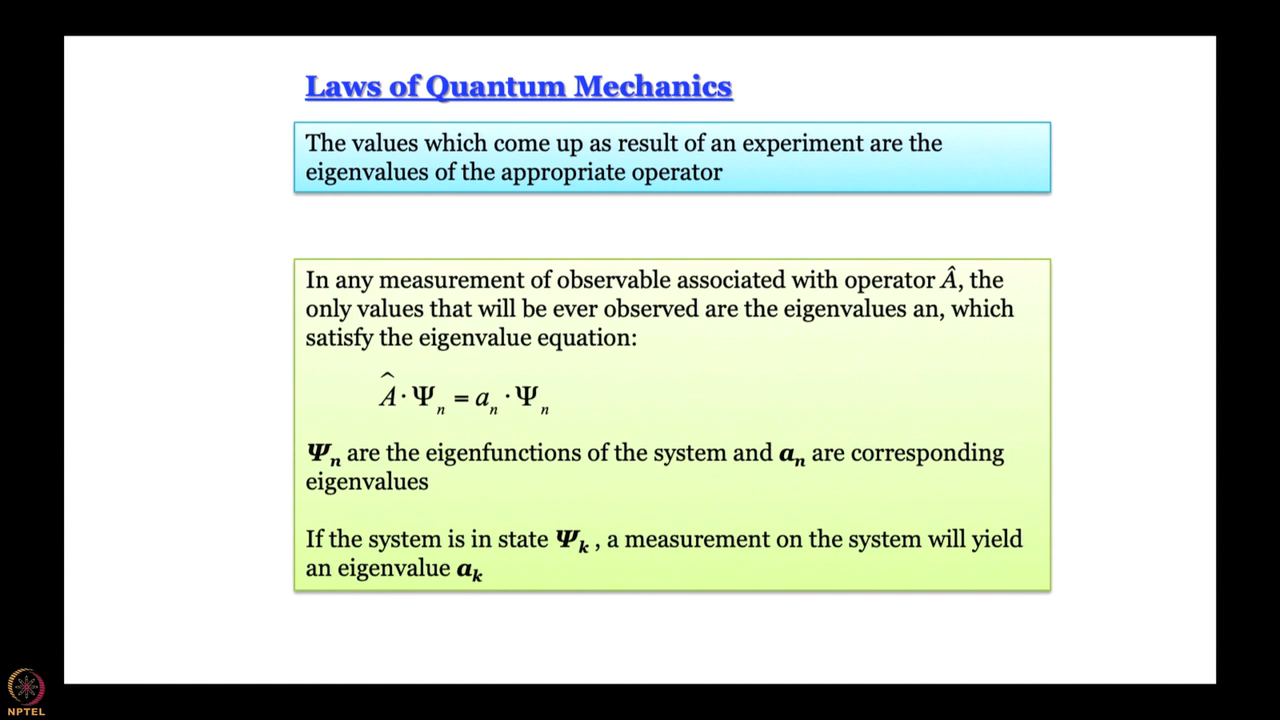 Laws of Quantum Mechanics
The values which come up as result of an experiment are the
eigenvalues of the appropriate operator
In any measurement of observable associated with operator Â, the
only values that will be ever observed are the eigenvalues an, which
satisfy the eigenvalue equation:
Â · Ψn = an · Ψn
Ψn are the eigenfunctions of the system and an are corresponding
eigenvalues
If the system is in state Ψk , a measurement on the system will yield
an eigenvalue ak
NPTEL